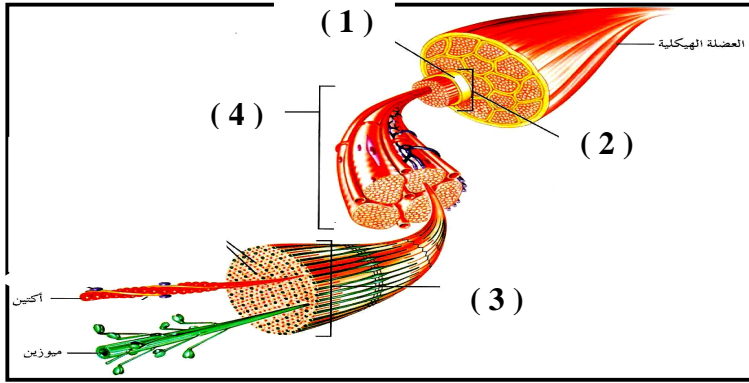 ( 1 )
العضلة الهيكلية
( 4 )
( 2 )
( 3 )
أكتين
ميوزين